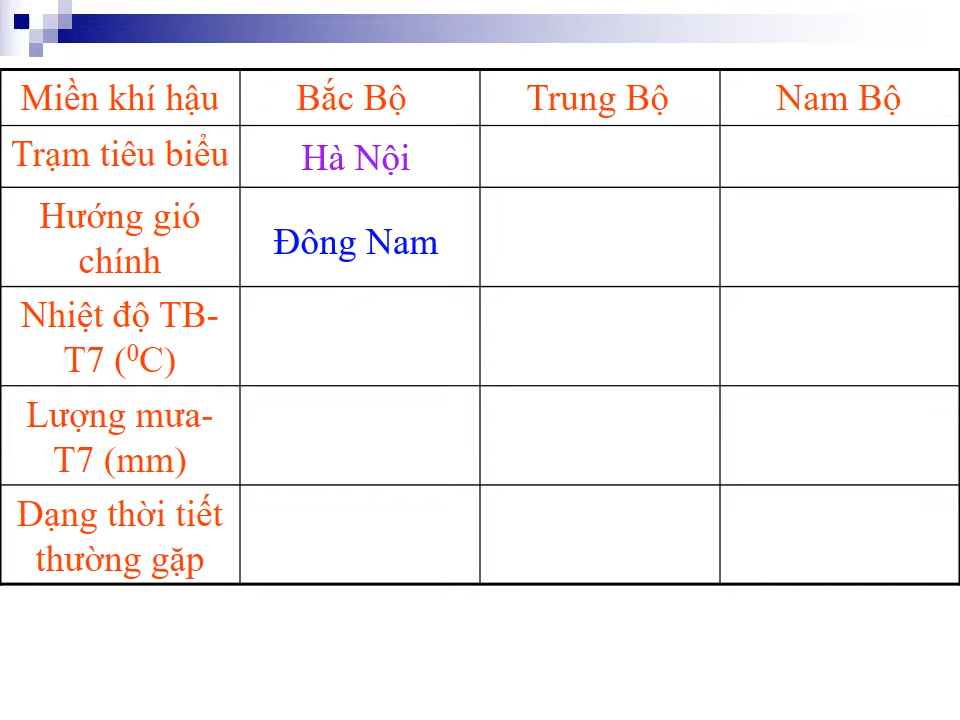 Miền khí hậu Bắc Bộ Trung Bộ Nam Bộ
Trạm tiêu biểu Hà Nội
Hướng gió
chính
Đông Nam
Nhiệt độ TB-
T7 (⁰C)
Lượng mưa-
T7 (mm)
Dạng thời tiết
thường gặp